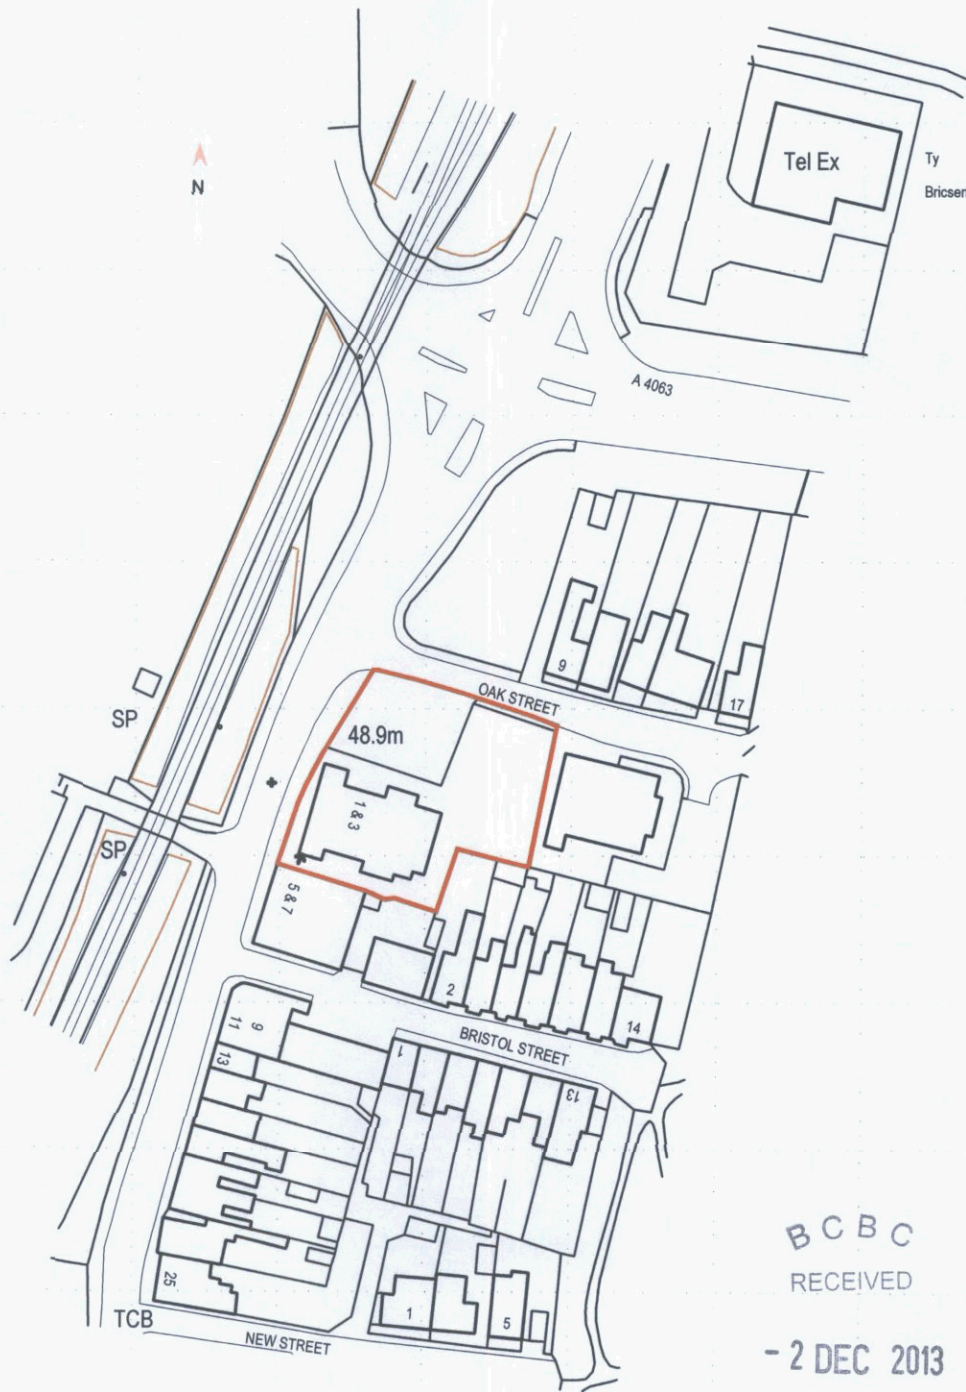 Tel Ex
Ty
Bricsen
N
A 4063
9
17
OAK STREET
SP
48.9m
1 & 3
SP
5 & 7
2
14
BRISTOL STREET
9
11
13
1
13
25
1
5
TCB
NEW STREET
B C B C
RECEIVED
- 2 DEC 2013